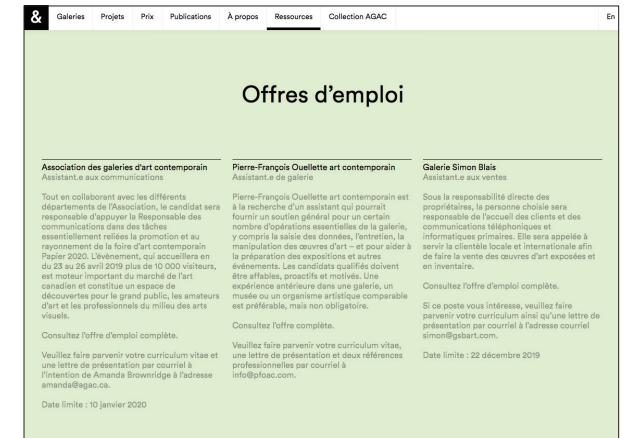 &
Galeries Projets Prix Publications À propos Ressources Collection AGAC En
Offres d'emploi
Association des galeries d'art contemporain
Assistant.e aux communications
Tout en collaborant avec les différents
départements de l'Association, le candidat sera
responsable d'appuyer la Responsable des
communications dans des tâches
essentiellement reliées la promotion et au
rayonnement de la foire d'art contemporain
Papier 2020. L'évènement, qui accueillera en
du 23 au 26 avril 2019 plus de 10 000 visiteurs,
est moteur important du marché de l'art
canadien et constitue un espace de
découvertes pour le grand public, les amateurs
d'art et les professionnels du milieu des arts
visuels.
Consultez l'offre d'emploi complète.
Veuillez faire parvenir votre curriculum vitae et
une lettre de présentation par courriel à
l'intention de Amanda Brownridge à l'adresse
amanda@agac.ca.
Date limite : 10 janvier 2020
Pierre-François Ouellette art contemporain
Assistant.e de galerie
Pierre-François Ouellette art contemporain est
à la recherche d'un assistant qui pourrait
fournir un soutien général pour un certain
nombre d'opérations essentielles de la galerie,
y compris la saisie des données, l'entretien, la
manipulation des œuvres d'art – et pour aider à
la préparation des expositions et autres
événements. Les candidats qualifiés doivent
être affables, proactifs et motivés. Une
expérience antérieure dans une galerie, un
musée ou un organisme artistique comparable
est préférable, mais non obligatoire.
Consultez l'offre complète.
Veuillez faire parvenir votre curriculum vitae,
une lettre de présentation et deux références
professionnelles par courriel à
info@pfoac.com.
Galerie Simon Blais
Assistant.e aux ventes
Sous la responsabilité directe des
propriétaires, la personne choisie sera
responsable de l'accueil des clients et des
communications téléphoniques et
informatiques primaires. Elle sera appelée à
servir la clientèle locale et internationale afin
de faire la vente des œuvres d'art exposées et
en inventaire.
Consultez l'offre d'emploi complète.
Si ce poste vous intéresse, veuillez faire
parvenir votre curriculum ainsi qu'une lettre de
présentation par courriel à l'adresse courriel
simon@gsbart.com.
Date limite : 22 décembre 2019